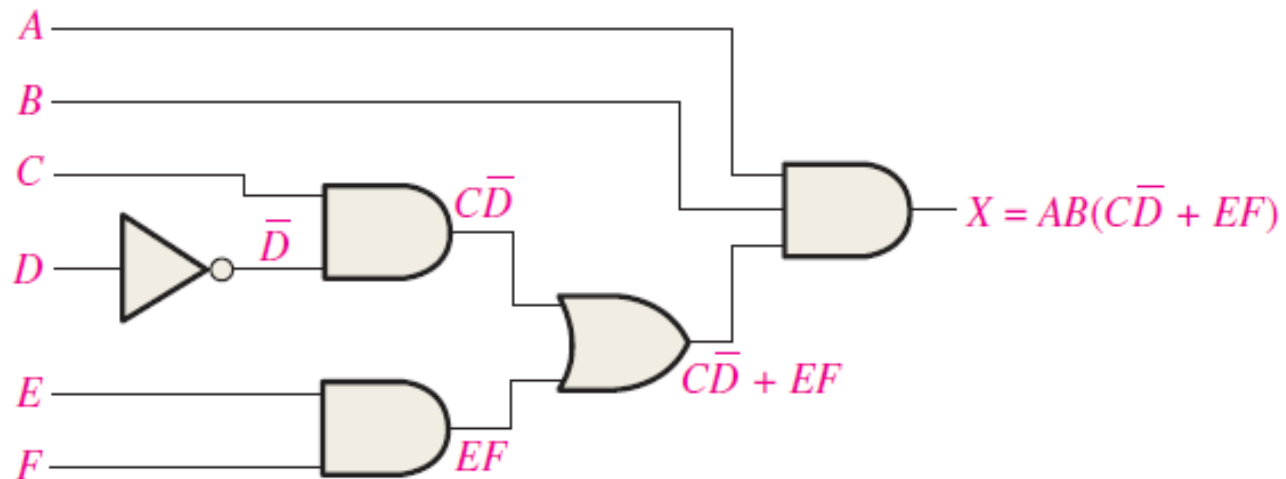 A
B
C
CD̅
X = AB(CD̅ + EF)
D̅
D
E
CD̅ + EF
EF
F